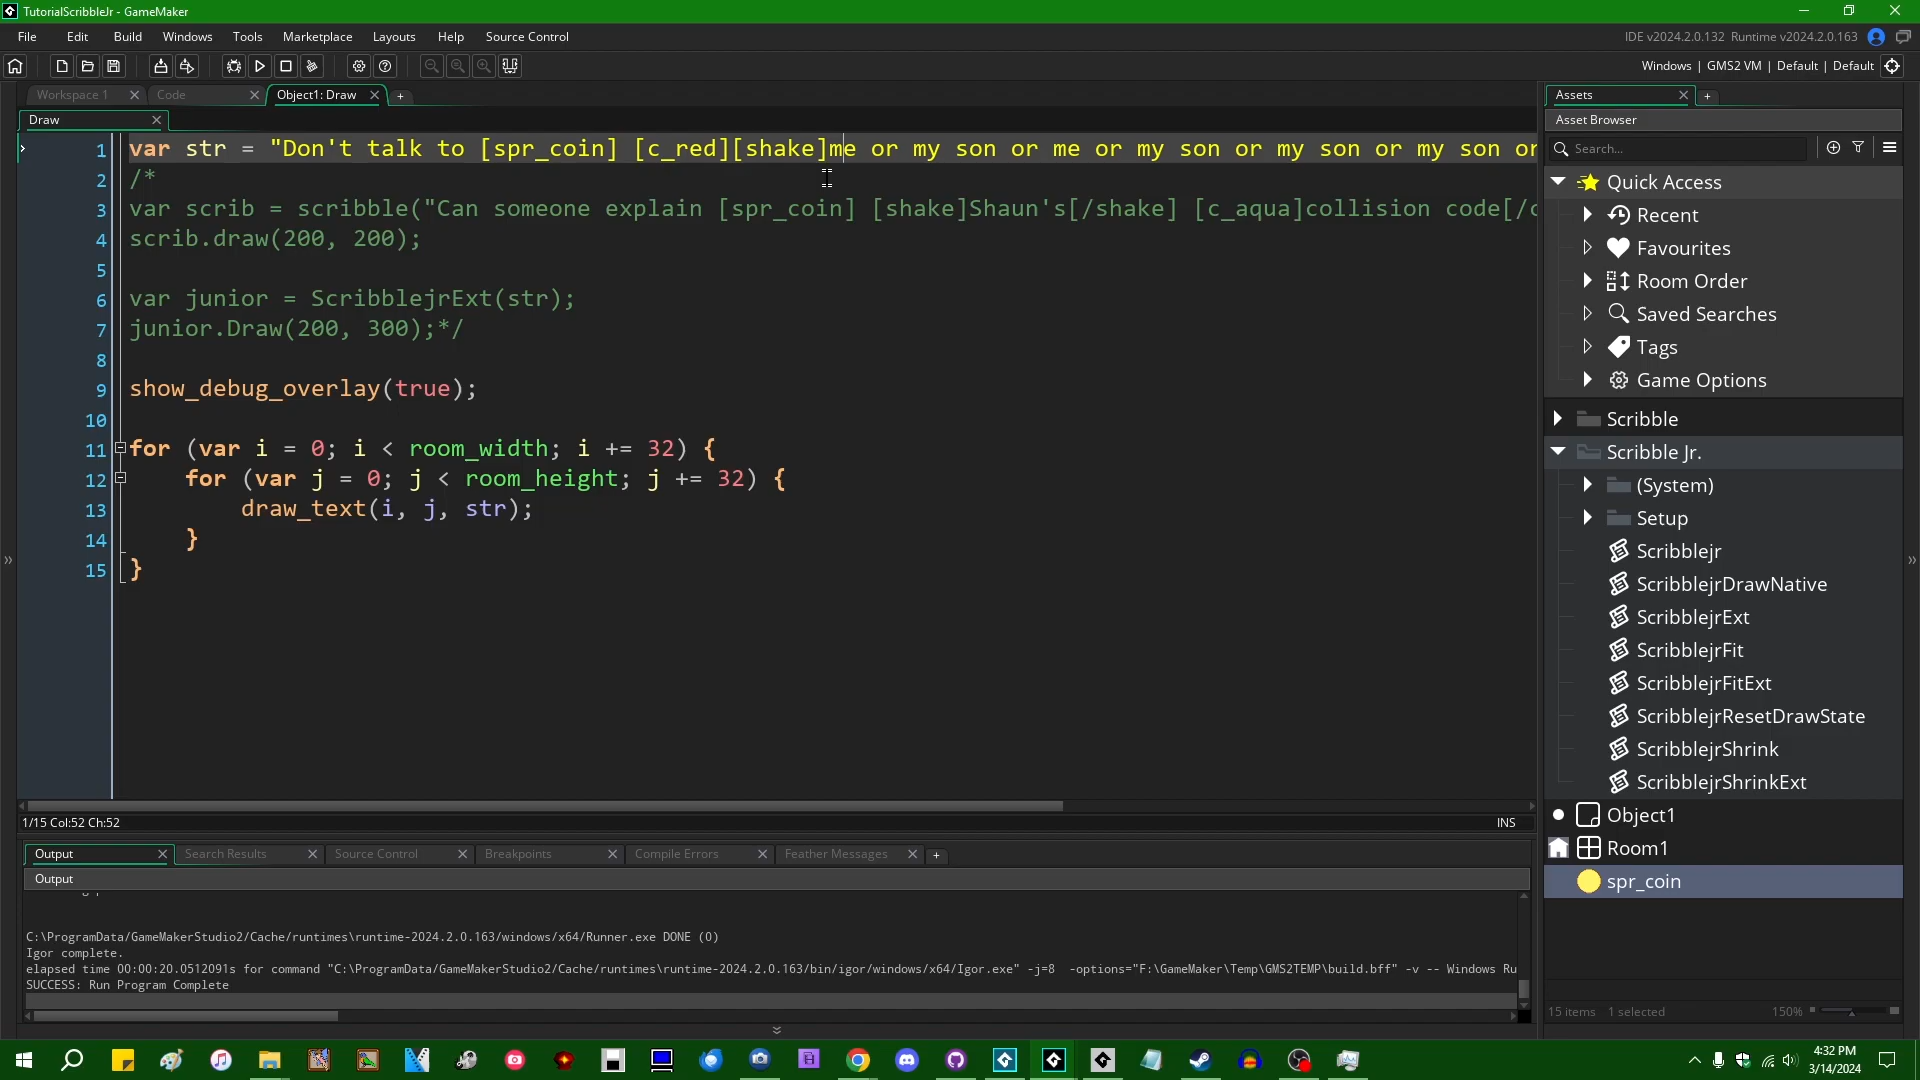 TutorialScribbleJr - GameMaker
File Edit Build Windows Tools Marketplace Layouts Help Source Control
IDE v2024.2.0.132 Runtime v2024.2.0.163
Windows | GMS2 VM | Default | Default
Workspace 1 Code Object1: Draw
Draw
1 var str = "Don't talk to [spr_coin] [c_red][shake]me or my son or me or my son or my son or my son or
2 /*
3 var scrib = scribble("Can someone explain [spr_coin] [shake]Shaun's[/shake] [c_aqua]collision code[/c
4 scrib.draw(200, 200);
5
6 var junior = ScribblejrExt(str);
7 junior.Draw(200, 300);*/
8
9 show_debug_overlay(true);
10
11 for (var i = 0; i < room_width; i += 32) {
12 for (var j = 0; j < room_height; j += 32) {
13 draw_text(i, j, str);
14 }
15 }
1/15 Col:52 Ch:52
INS
Output Search Results Source Control Breakpoints Compile Errors Feather Messages
Output
C:\ProgramData/GameMakerStudio2/Cache/runtimes\runtime-2024.2.0.163/windows/x64/Runner.exe DONE (0)
Igor complete.
elapsed time 00:00:20.0512091s for command "C:\ProgramData/GameMakerStudio2/Cache/runtimes\runtime-2024.2.0.163/bin/igor/windows/x64/Igor.exe" -j=8 -options="F:\GameMaker\Temp\GMS2TEMP\build.bff" -v -- Windows Ru
SUCCESS: Run Program Complete
Assets
Asset Browser
Search...
Quick Access
Recent
Favourites
Room Order
Saved Searches
Tags
Game Options
Scribble
Scribble Jr.
(System)
Setup
Scribblejr
ScribblejrDrawNative
ScribblejrExt
ScribblejrFit
ScribblejrFitExt
ScribblejrResetDrawState
ScribblejrShrink
ScribblejrShrinkExt
Object1
Room1
spr_coin
15 items 1 selected 150%
4:32 PM
3/14/2024